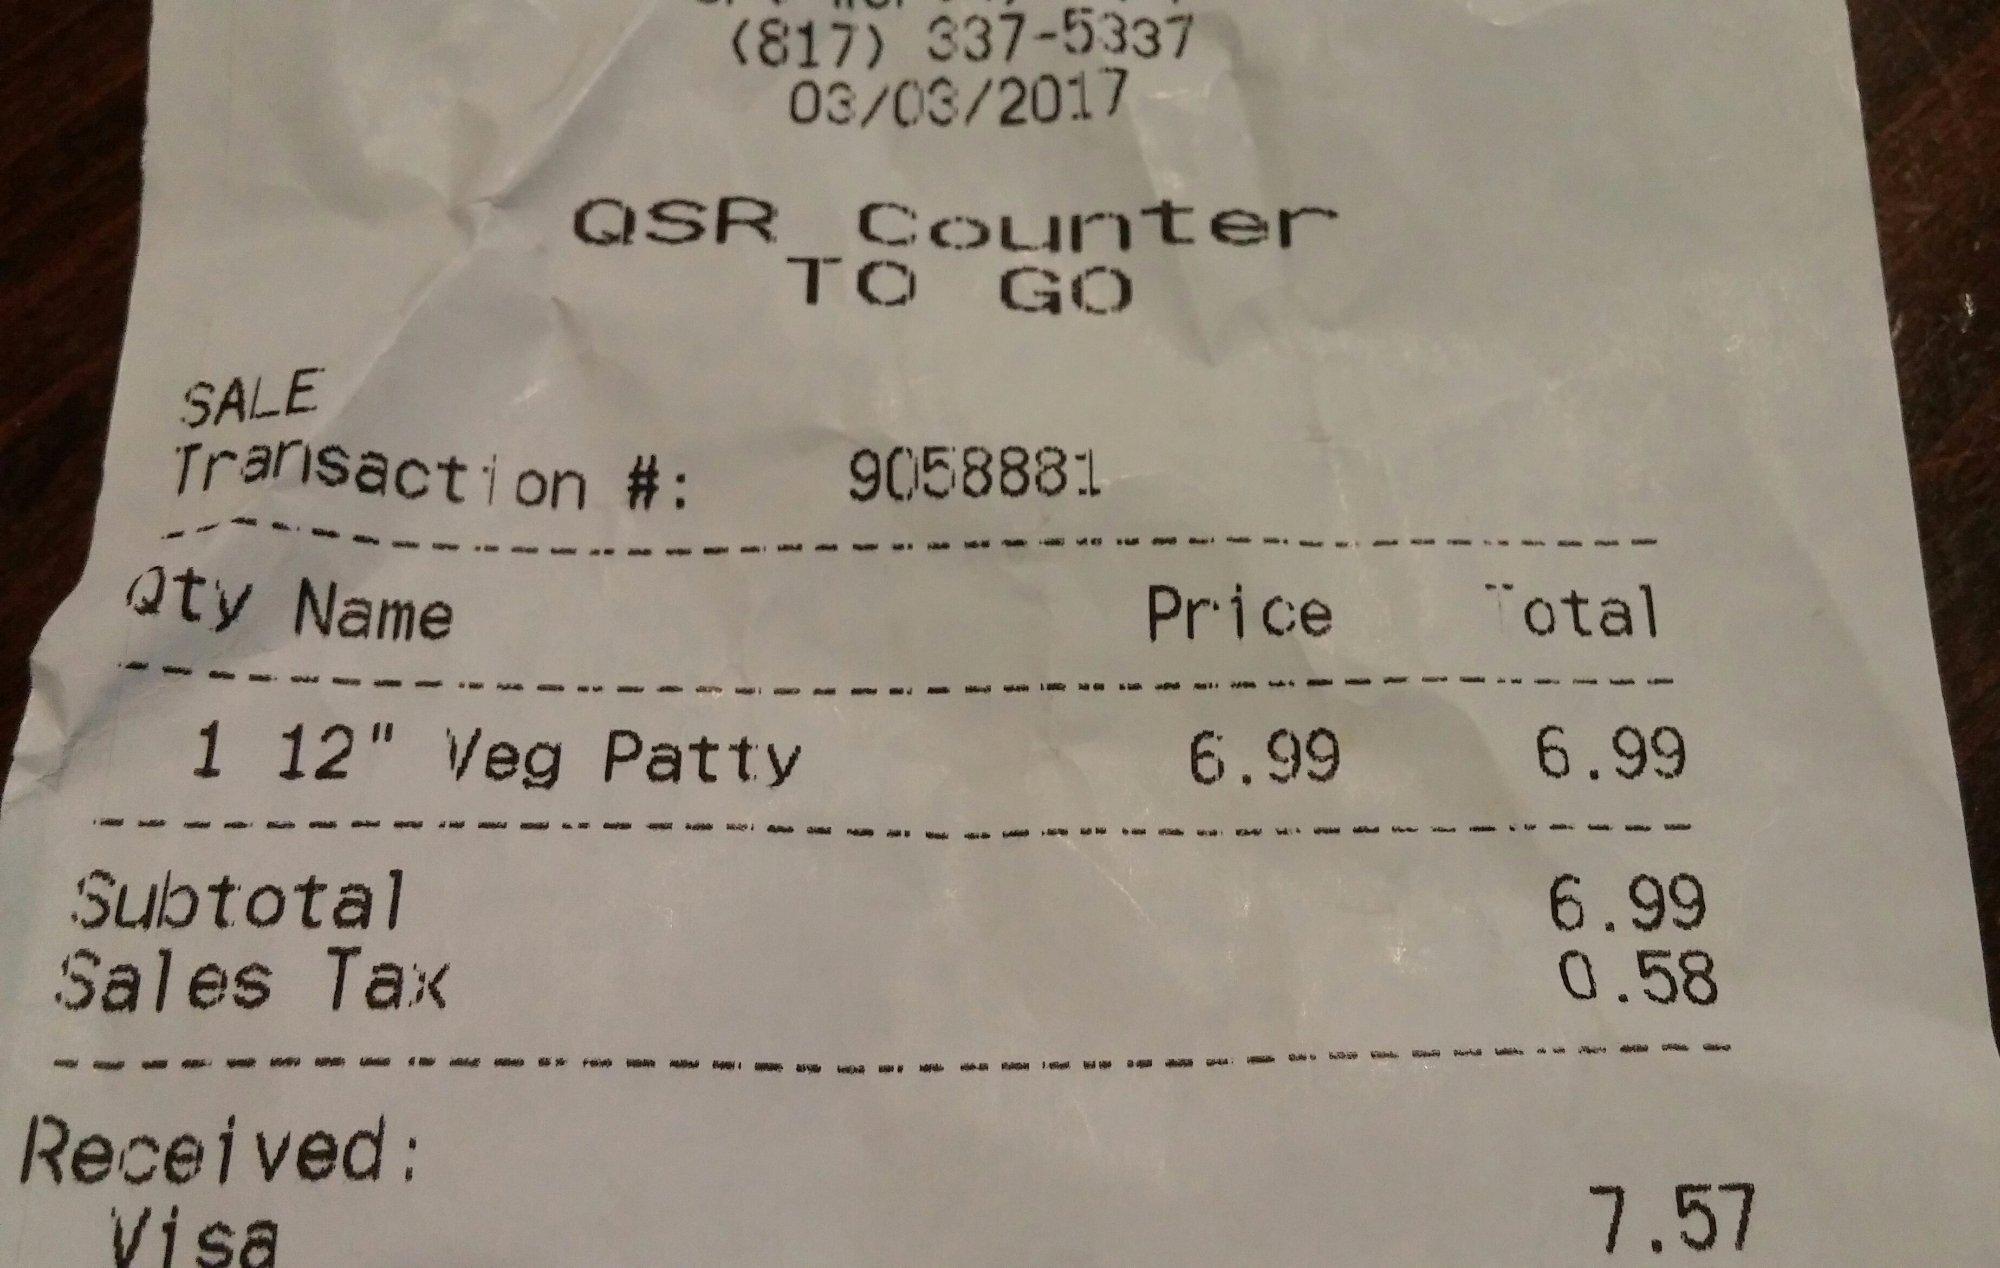 (817) 337-5337
03/03/2017
QSR Counter
TO GO
SALE
Transaction #: 9058881
Qty Name Price Total
1 12" Veg Patty 6.99 6.99
Subtotal 6.99
Sales Tax 0.58
Received:
Visa 7.57